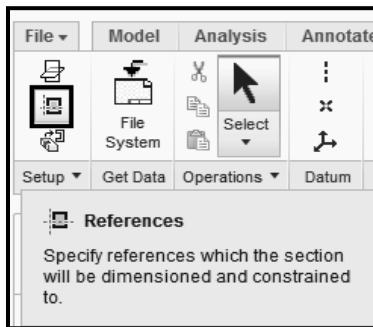 File Model Analysis Annotate
File
System
Select
Setup Get Data Operations Datum
References
Specify references which the section
will be dimensioned and constrained
to.